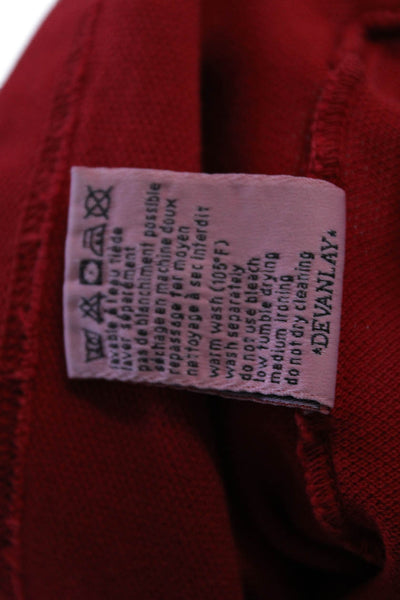 lavable à l'eau tiède
laver séparément
pas de blanchiment possible
séchage en machine doux
repassage fer moyen
nettoyage à sec interdit
warm wash (105°F)
wash separately
do not use bleach
low tumble drying
medium ironing
do not dry cleaning
*DEVANLAY*